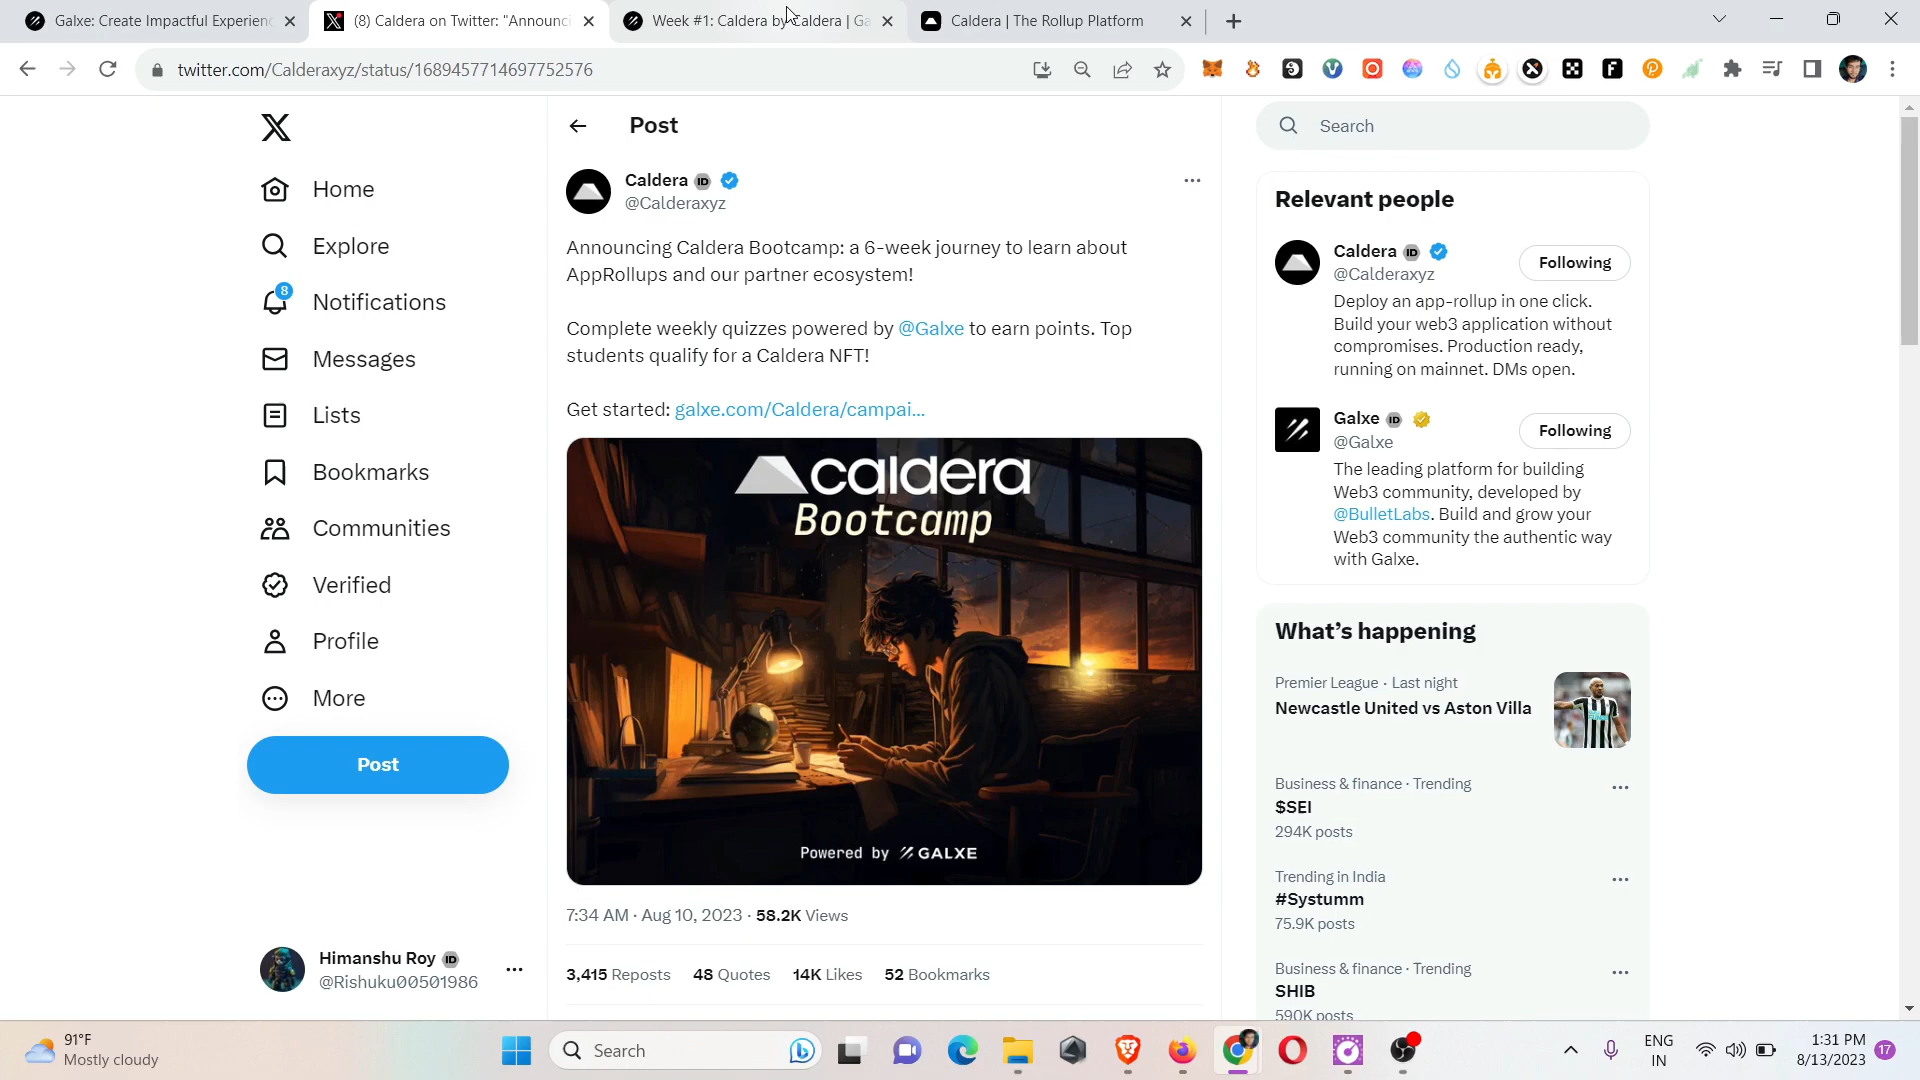 Galxe: Create Impactful Experienc
(8) Caldera on Twitter: "Announci
Week #1: Caldera by Caldera | Ga
Caldera | The Rollup Platform
twitter.com/Calderaxyz/status/1689457714697752576
Post
Search
Caldera
@Calderaxyz
Home
Explore
8
Notifications
Messages
Lists
Bookmarks
Communities
Verified
Profile
More
Post
Himanshu Roy
@Rishuku00501986
Announcing Caldera Bootcamp: a 6-week journey to learn about
AppRollups and our partner ecosystem!
Complete weekly quizzes powered by @Galxe to earn points. Top
students qualify for a Caldera NFT!
Get started: galxe.com/Caldera/campai...
caldera
Bootcamp
Powered by GALXE
7:34 AM · Aug 10, 2023 · 58.2K Views
3,415 Reposts 48 Quotes 14K Likes 52 Bookmarks
Relevant people
Caldera
@Calderaxyz
Following
Deploy an app-rollup in one click.
Build your web3 application without
compromises. Production ready,
running on mainnet. DMs open.
Galxe
@Galxe
Following
The leading platform for building
Web3 community, developed by
@BulletLabs. Build and grow your
Web3 community the authentic way
with Galxe.
What's happening
Premier League · Last night
Newcastle United vs Aston Villa
Business & finance · Trending
$SEI
294K posts
Trending in India
#Systumm
75.9K posts
Business & finance · Trending
SHIB
590K posts
91°F
Mostly cloudy
Search
ENG
IN
1:31 PM
8/13/2023
17